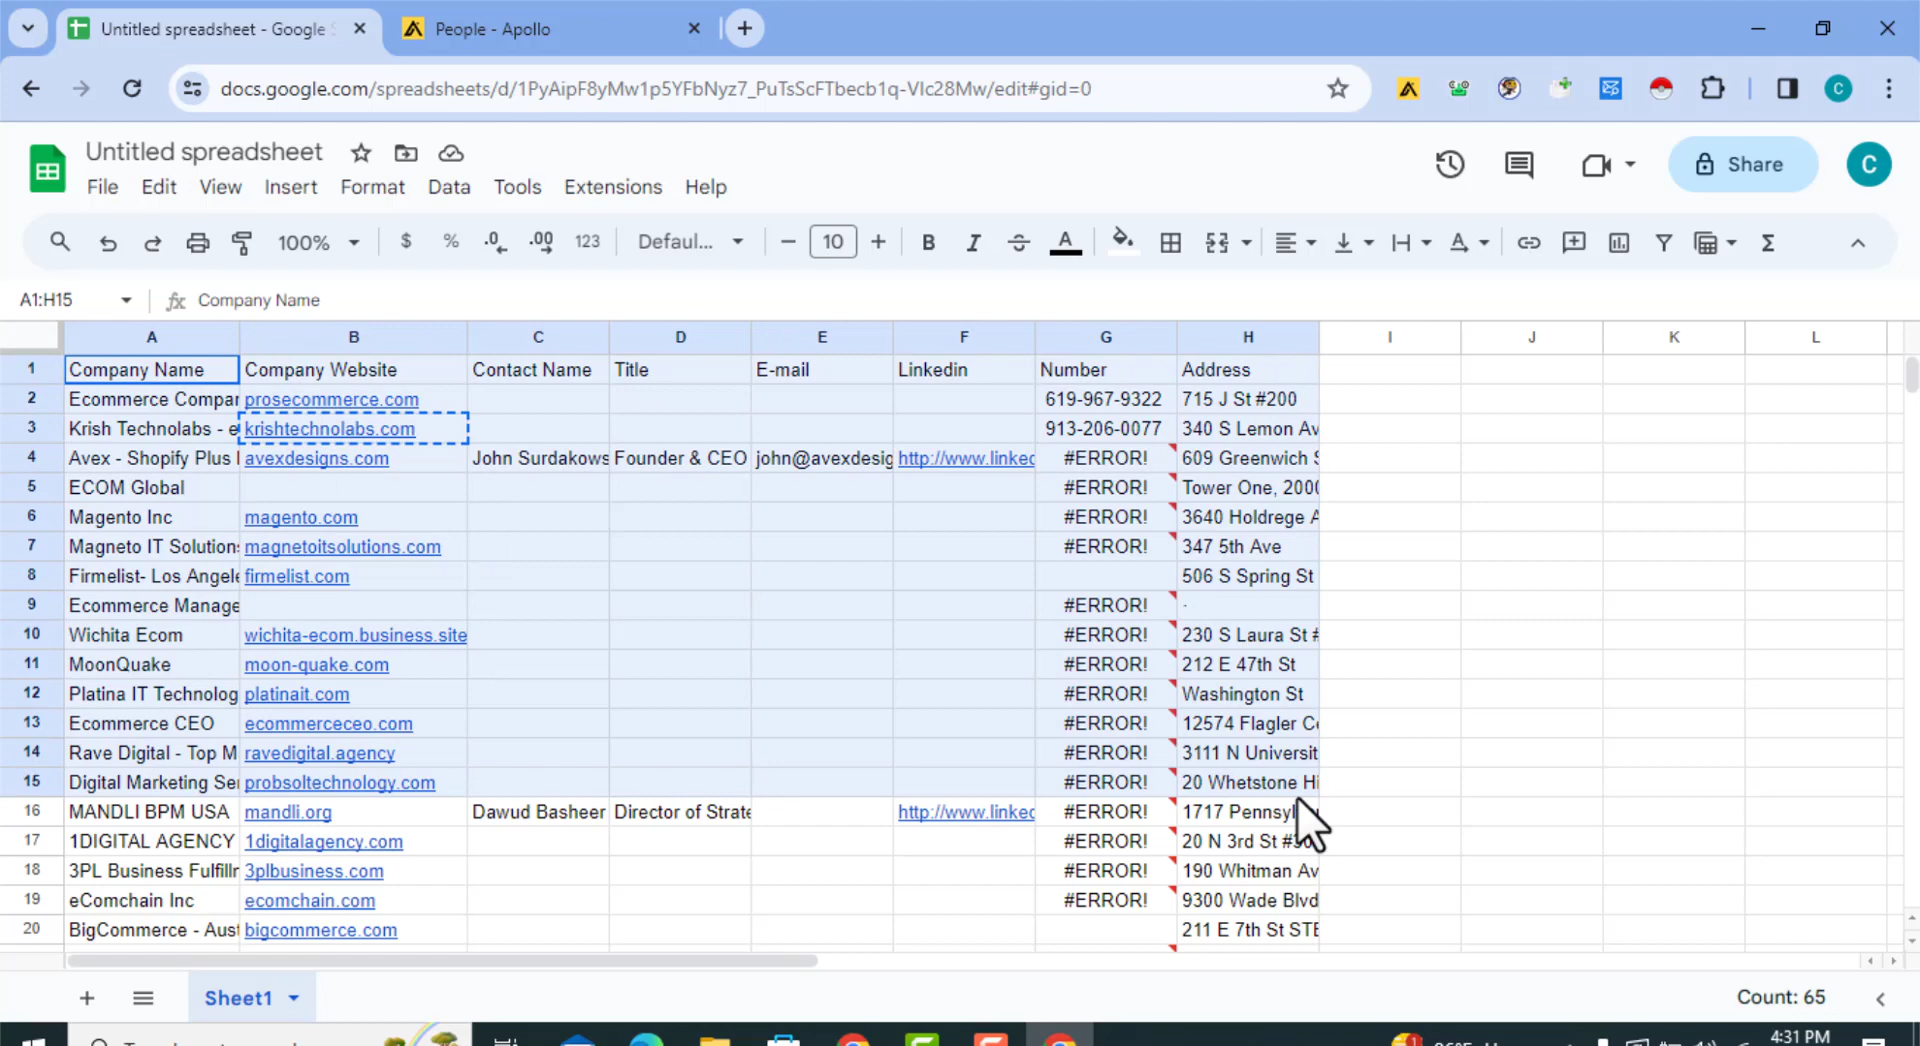 Untitled spreadsheet - Google S
People - Apollo
docs.google.com/spreadsheets/d/1PyAipF8yMw1p5YFbNyz7_PuTsScFTbecb1q-VIc28Mw/edit#gid=0
C
Untitled spreadsheet
File Edit View Insert Format Data Tools Extensions Help
Share
C
100% $ % .0 .00 123 Defaul... 10 B I S A
A1:H15 fx Company Name
A B C D E F G H I J K L
1 Company Name Company Website Contact Name Title E-mail Linkedin Number Address
2 Ecommerce Compar prosecommerce.com 619-967-9322 715 J St #200
3 Krish Technolabs - e krishtechnolabs.com 913-206-0077 340 S Lemon Av
4 Avex - Shopify Plus avexdesigns.com John Surdakows Founder & CEO john@avexdesig http://www.linked #ERROR! 609 Greenwich S
5 ECOM Global #ERROR! Tower One, 2000
6 Magento Inc magento.com #ERROR! 3640 Holdrege A
7 Magneto IT Solutions magnetoitsolutions.com #ERROR! 347 5th Ave
8 Firmelist- Los Angele firmelist.com 506 S Spring St
9 Ecommerce Manage #ERROR! ·
10 Wichita Ecom wichita-ecom.business.site #ERROR! 230 S Laura St #
11 MoonQuake moon-quake.com #ERROR! 212 E 47th St
12 Platina IT Technolog platinait.com #ERROR! Washington St
13 Ecommerce CEO ecommerceceo.com #ERROR! 12574 Flagler Ce
14 Rave Digital - Top M ravedigital.agency #ERROR! 3111 N Universit
15 Digital Marketing Ser probsoltechnology.com #ERROR! 20 Whetstone Hi
16 MANDLI BPM USA mandli.org Dawud Basheer Director of Strate http://www.linked #ERROR! 1717 Pennsyl
17 1DIGITAL AGENCY 1digitalagency.com #ERROR! 20 N 3rd St
18 3PL Business Fulfillr 3plbusiness.com #ERROR! 190 Whitman Av
19 eComchain Inc ecomchain.com #ERROR! 9300 Wade Blvd
20 BigCommerce - Aust bigcommerce.com 211 E 7th St STE
Sheet1
Count: 65
4:31 PM